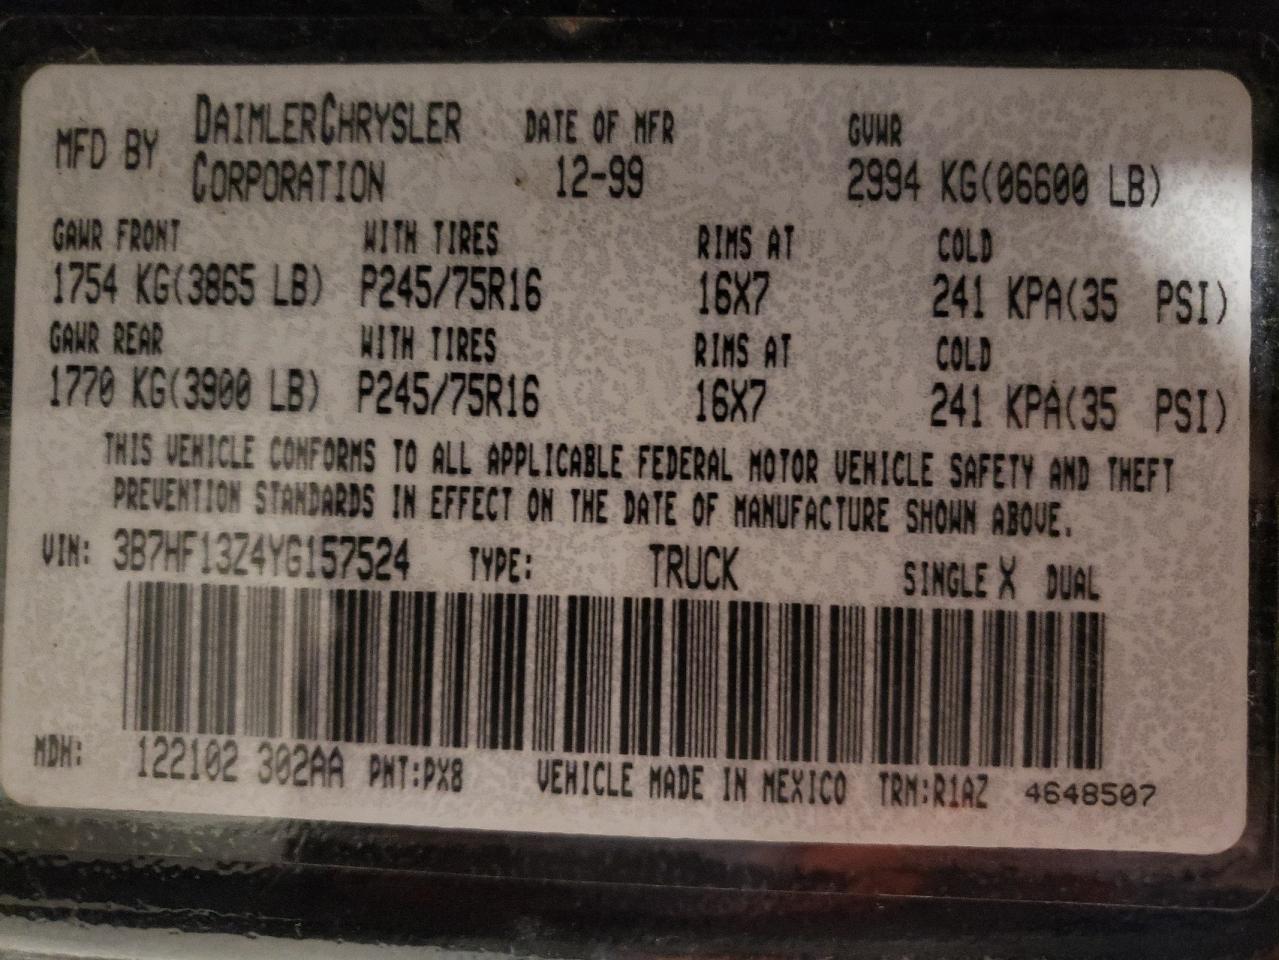 MFD BY DAIMLERCHRYSLER CORPORATION DATE OF MFR 12-99 GVWR 2994 KG(06600 LB)
GAWR FRONT WITH TIRES RIMS AT COLD
1754 KG(3865 LB) P245/75R16 16X7 241 KPA(35 PSI)
GAWR REAR WITH TIRES RIMS AT COLD
1770 KG(3900 LB) P245/75R16 16X7 241 KPA(35 PSI)
THIS VEHICLE CONFORMS TO ALL APPLICABLE FEDERAL MOTOR VEHICLE SAFETY AND THEFT
PREVENTION STANDARDS IN EFFECT ON THE DATE OF MANUFACTURE SHOWN ABOVE.
VIN: 3B7HF13Z4YG157524 TYPE: TRUCK SINGLE X DUAL
MDH: 122102 302AA PNT:PX8 VEHICLE MADE IN MEXICO TRM:R1AZ 4648507